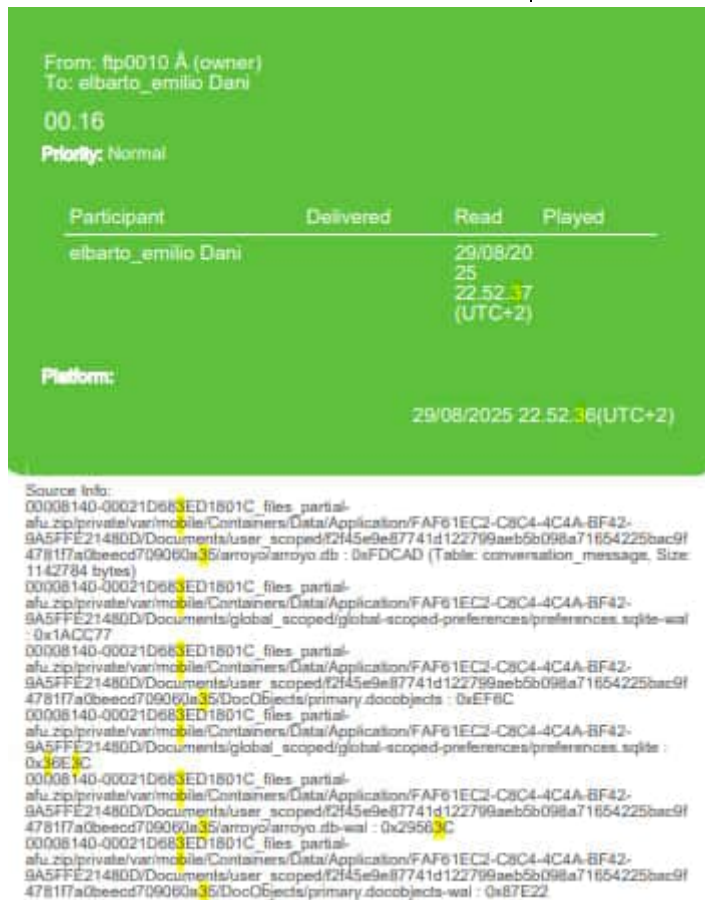 From: ftp0010 Å (owner)
To: elbarto_emilio Dani
00.16
Priority: Normal
Participant Delivered Read Played
elbarto_emilio Dani 29/08/20
25
22.52.37
(UTC+2)
Platform:
29/08/2025 22.52.36(UTC+2)
Source Info:
00008140-00021D683ED1801C_files_partial-
afu.zip/private/var/mobile/Containers/Data/Application/FAF61EC2-C8C4-4C4A-BF42-
9A5FFE21480D/Documents/user_scoped/f2f45e9e87741d122799aeb5b098a71654225bac9f
4781f7a0beecd709060a35/arroyo/arroyo.db : 0xFDCAD (Table: conversation_message, Size:
1142784 bytes)
00008140-00021D683ED1801C_files_partial-
afu.zip/private/var/mobile/Containers/Data/Application/FAF61EC2-C8C4-4C4A-BF42-
9A5FFE21480D/Documents/global_scoped/global-scoped-preferences/preferences.sqlite-wal
: 0x1ACC77
00008140-00021D683ED1801C_files_partial-
afu.zip/private/var/mobile/Containers/Data/Application/FAF61EC2-C8C4-4C4A-BF42-
9A5FFE21480D/Documents/user_scoped/f2f45e9e87741d122799aeb5b098a71654225bac9f
4781f7a0beecd709060a35/DocObjects/primary.docobjects : 0xEF6C
00008140-00021D683ED1801C_files_partial-
afu.zip/private/var/mobile/Containers/Data/Application/FAF61EC2-C8C4-4C4A-BF42-
9A5FFE21480D/Documents/global_scoped/global-scoped-preferences/preferences.sqlite :
0x36E3C
00008140-00021D683ED1801C_files_partial-
afu.zip/private/var/mobile/Containers/Data/Application/FAF61EC2-C8C4-4C4A-BF42-
9A5FFE21480D/Documents/user_scoped/f2f45e9e87741d122799aeb5b098a71654225bac9f
4781f7a0beecd709060a35/arroyo/arroyo.db-wal : 0x29563C
00008140-00021D683ED1801C_files_partial-
afu.zip/private/var/mobile/Containers/Data/Application/FAF61EC2-C8C4-4C4A-BF42-
9A5FFE21480D/Documents/user_scoped/f2f45e9e87741d122799aeb5b098a71654225bac9f
4781f7a0beecd709060a35/DocObjects/primary.docobjects-wal : 0x87E22